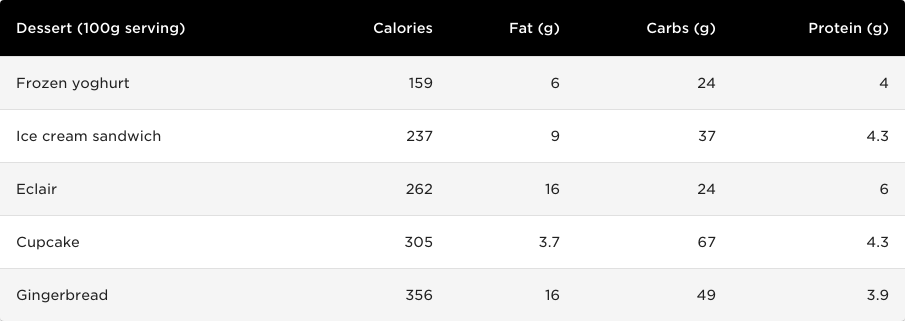 Dessert (100g serving) Calories Fat (g) Carbs (g) Protein (g)
Frozen yoghurt 159 6 24 4
Ice cream sandwich 237 9 37 4.3
Eclair 262 16 24 6
Cupcake 305 3.7 67 4.3
Gingerbread 356 16 49 3.9